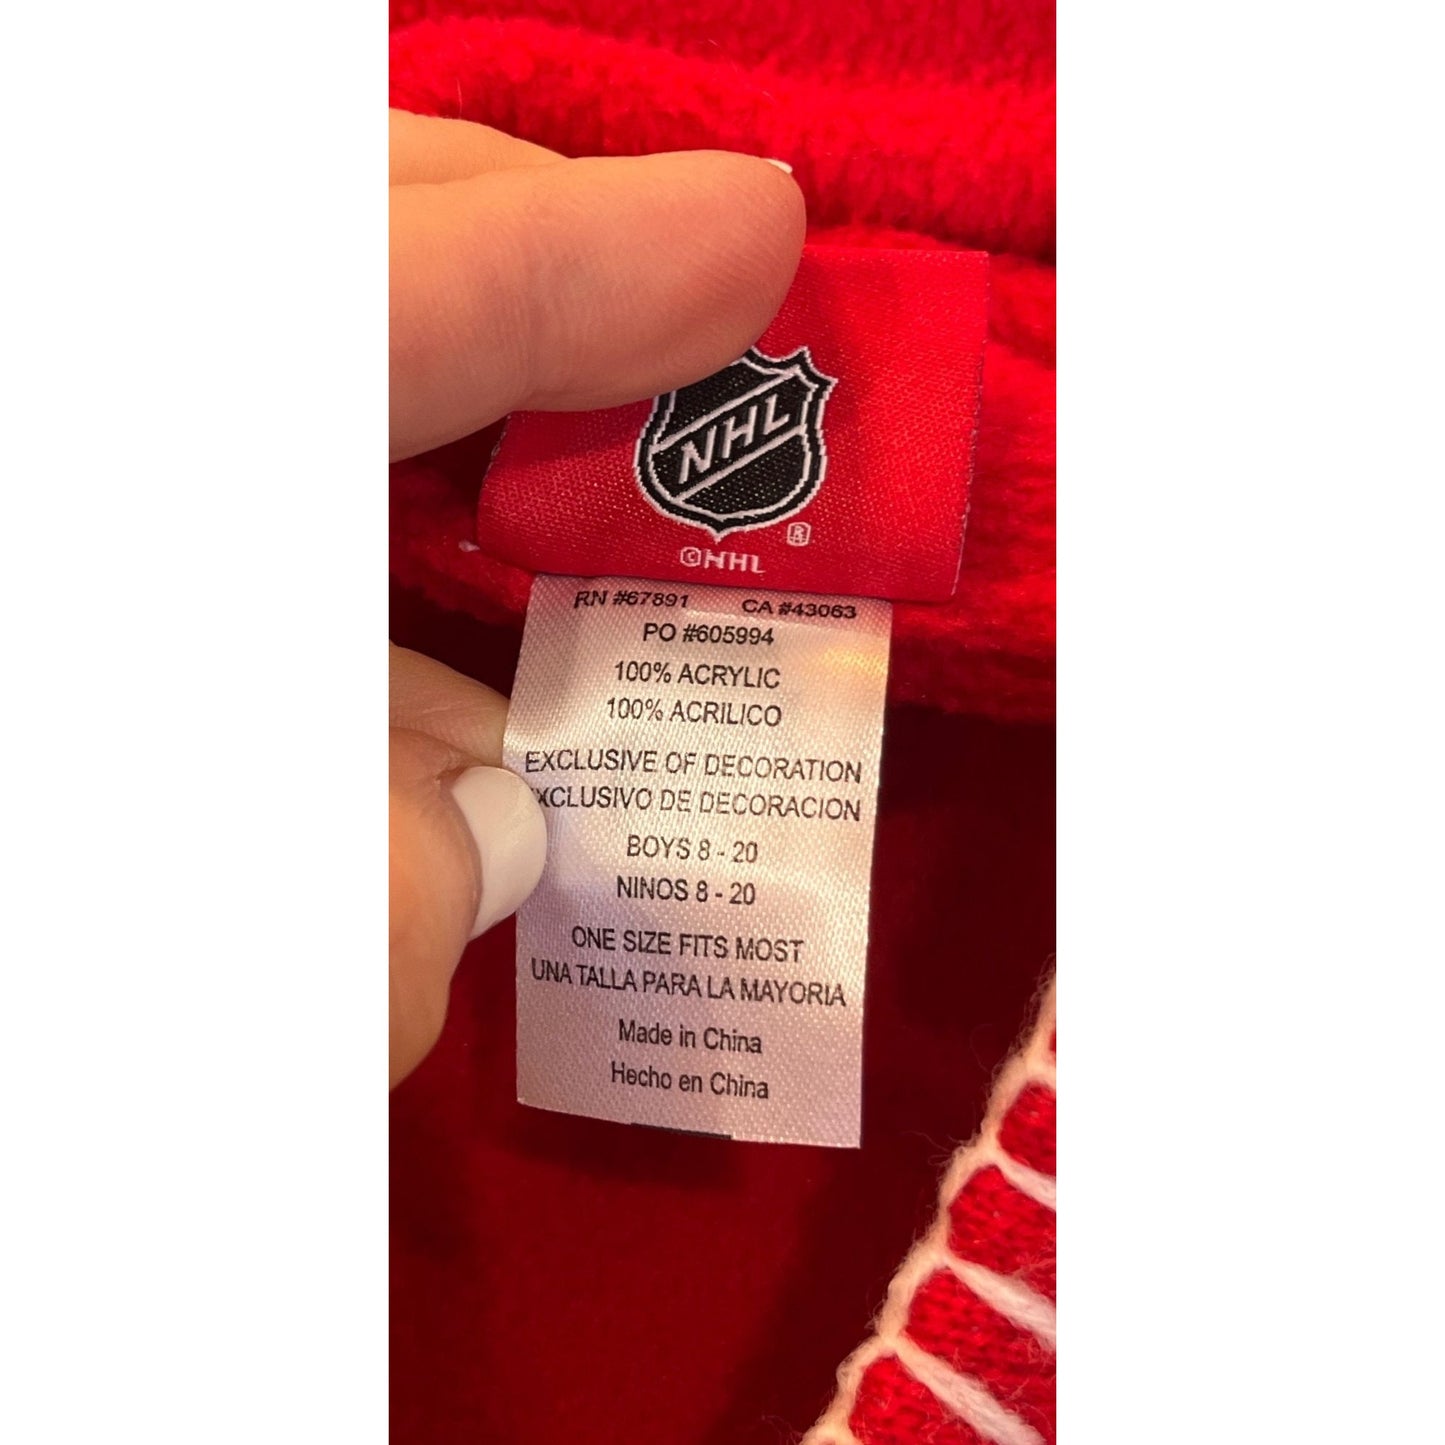 NHL
®
©NHL
RN #67891 CA #43063
PO #605994
100% ACRYLIC
100% ACRILICO
EXCLUSIVE OF DECORATION
XCLUSIVO DE DECORACION
BOYS 8 - 20
NINOS 8 - 20
ONE SIZE FITS MOST
UNA TALLA PARA LA MAYORIA
Made in China
Hecho en China